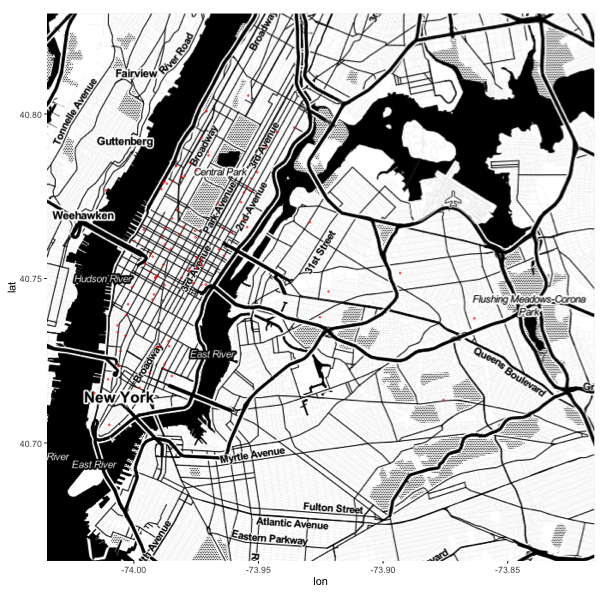 Broadway
River Road
Fairview
Tonnelle Avenue
40.80
Guttenberg
Broadway
3rd Avenue
Central Park
Park Avenue
2nd Avenue
Weehawken
31st Street
3rd Avenue
Hudson River
40.75
lat
Flushing Meadows-Corona
Park
East River
Broadway
Queens Boulevard
New York
40.70
River
East River
Myrtle Avenue
Fulton Street
Atlantic Avenue
Eastern Parkway
-74.00
-73.95
-73.90
-73.85
lon